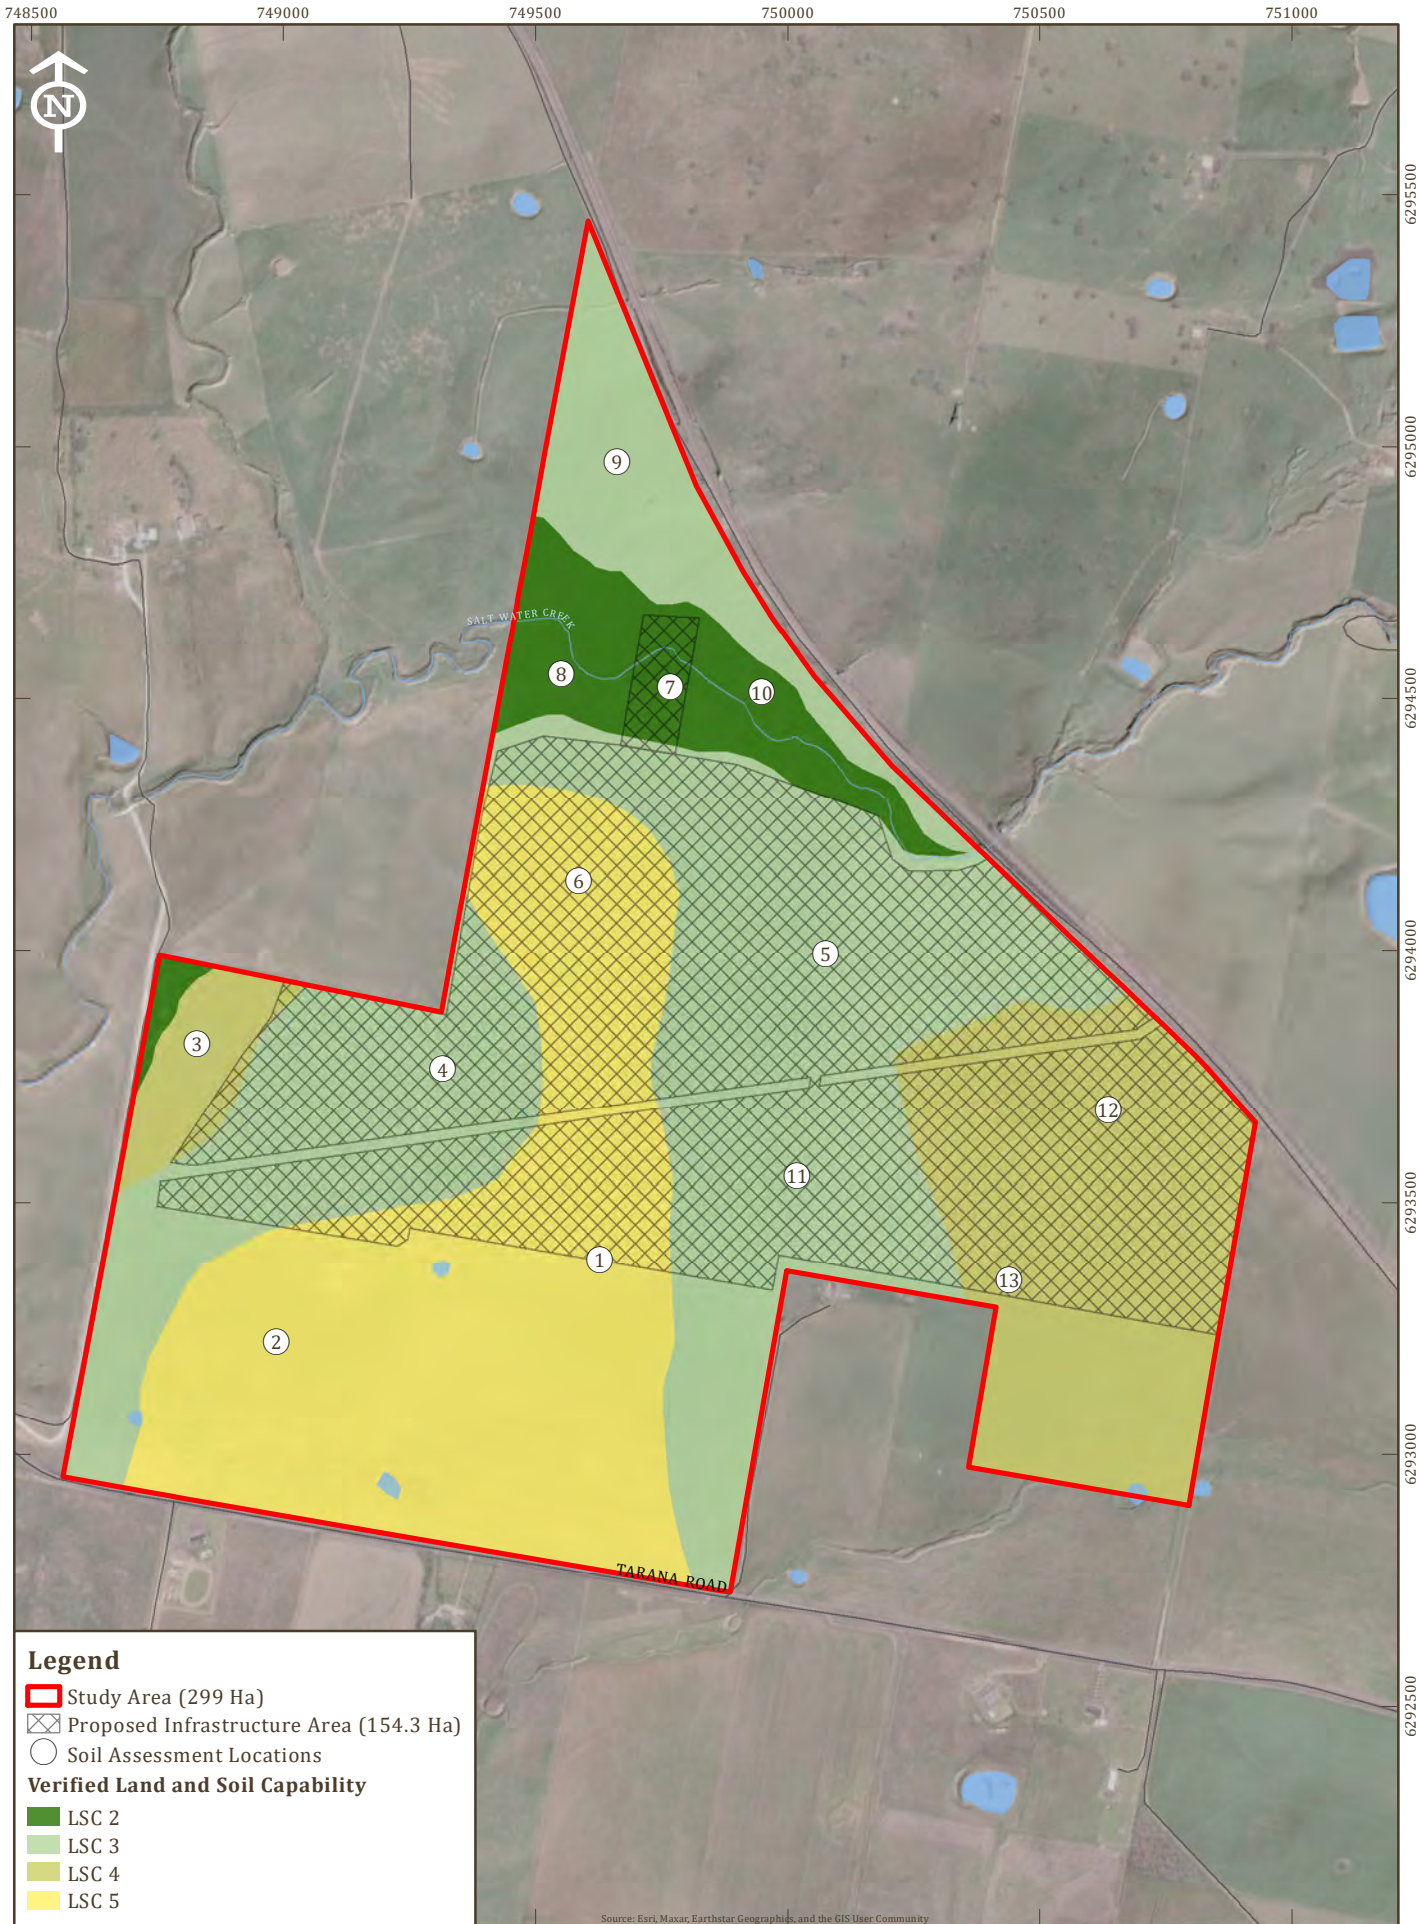 748500 749000 749500 750000 750500 751000
N
6295500
9
6295000
SALT WATER CREEK
8
7
10
6294500
6
5
6294000
3
4
12
11
6293500
1
13
2
6293000
TARANA ROAD
6292500
Legend
Study Area (299 Ha)
Proposed Infrastructure Area (154.3 Ha)
Soil Assessment Locations
Verified Land and Soil Capability
LSC 2
LSC 3
LSC 4
LSC 5
Source: Esri, Maxar, Earthstar Geographics, and the GIS User Community